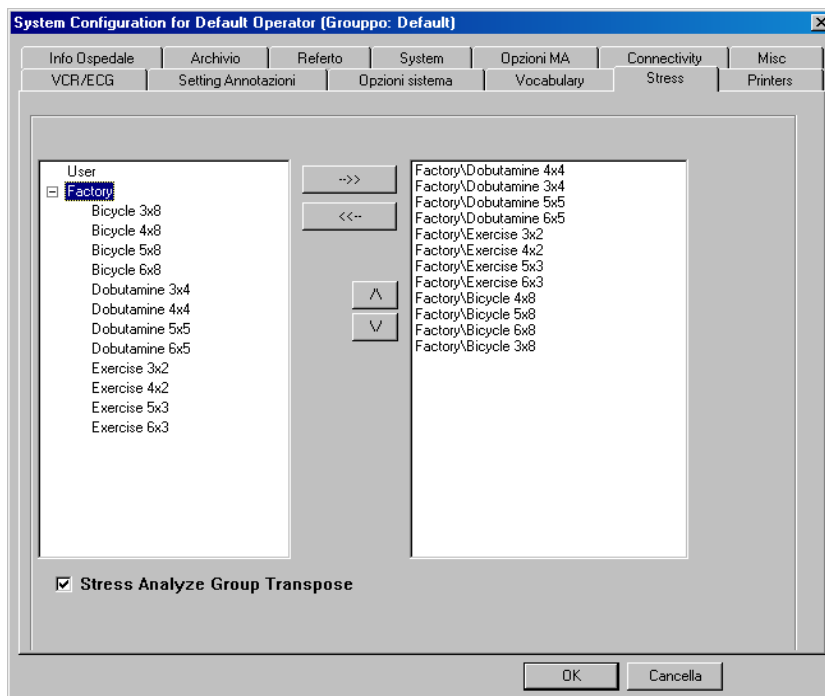 System Configuration for Default Operator (Grouppo: Default)
Info Ospedale Archivio Referto System Opzioni MA Connectivity Misc
VCR/ECG Setting Annotazioni Opzioni sistema Vocabulary Stress Printers
User
Factory
Bicycle 3x8
Bicycle 4x8
Bicycle 5x8
Bicycle 6x8
Dobutamine 3x4
Dobutamine 4x4
Dobutamine 5x5
Dobutamine 6x5
Exercise 3x2
Exercise 4x2
Exercise 5x3
Exercise 6x3
-->>
<<--
/\
\/
Factory\Dobutamine 4x4
Factory\Dobutamine 3x4
Factory\Dobutamine 5x5
Factory\Dobutamine 6x5
Factory\Exercise 3x2
Factory\Exercise 4x2
Factory\Exercise 5x3
Factory\Exercise 6x3
Factory\Bicycle 4x8
Factory\Bicycle 5x8
Factory\Bicycle 6x8
Factory\Bicycle 3x8
Stress Analyze Group Transpose
OK Cancella